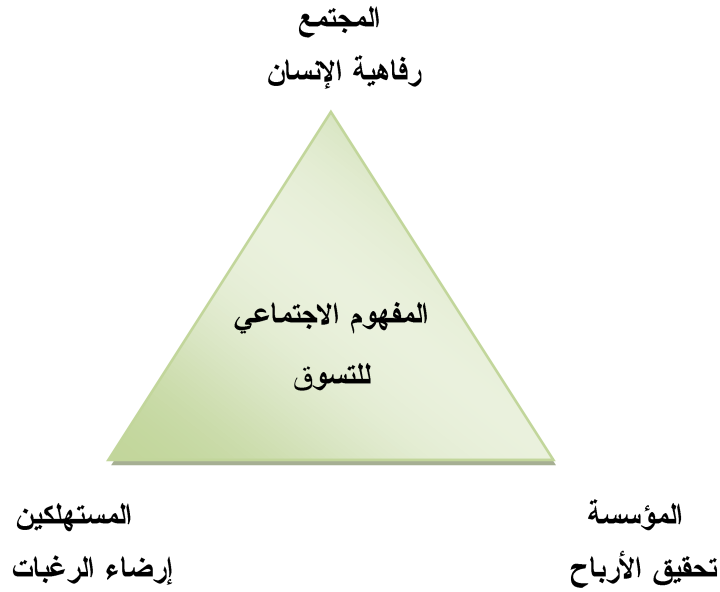 المجتمع
رفاهية الإنسان
المفهوم الاجتماعي
للتسوق
المؤسسة
تحقيق الأرباح
المستهلكين
إرضاء الرغبات